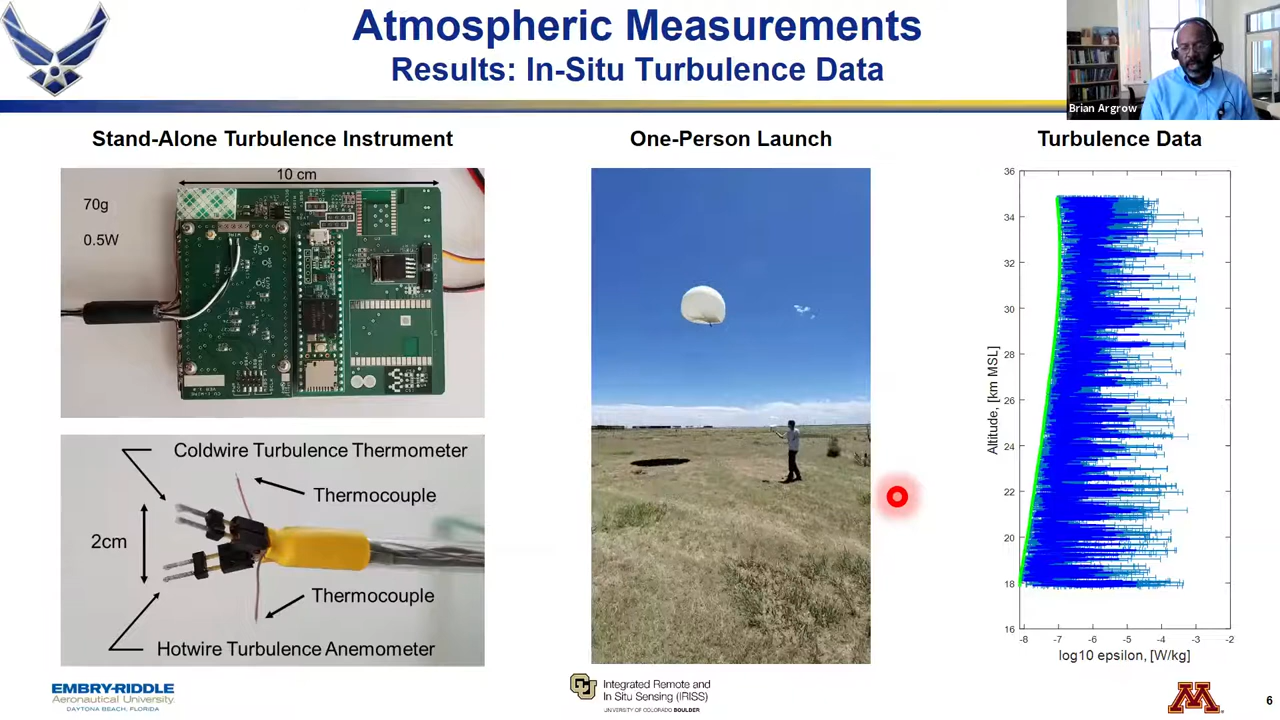 Atmospheric Measurements
Results: In-Situ Turbulence Data
Brian Argrow
Stand-Alone Turbulence Instrument
10 cm
70g
0.5W
Coldwire Turbulence Thermometer
Thermocouple
2cm
Thermocouple
Hotwire Turbulence Anemometer
One-Person Launch
Turbulence Data
36
34
32
30
28
26
24
22
20
18
16
Altitude, [km MSL]
-8 -7 -6 -5 -4 -3 -2
log10 epsilon, [W/kg]
EMBRY-RIDDLE
Aeronautical University
DAYTONA BEACH, FLORIDA
CU
Integrated Remote and
In Situ Sensing (IRISS)
UNIVERSITY OF COLORADO BOULDER
M
6